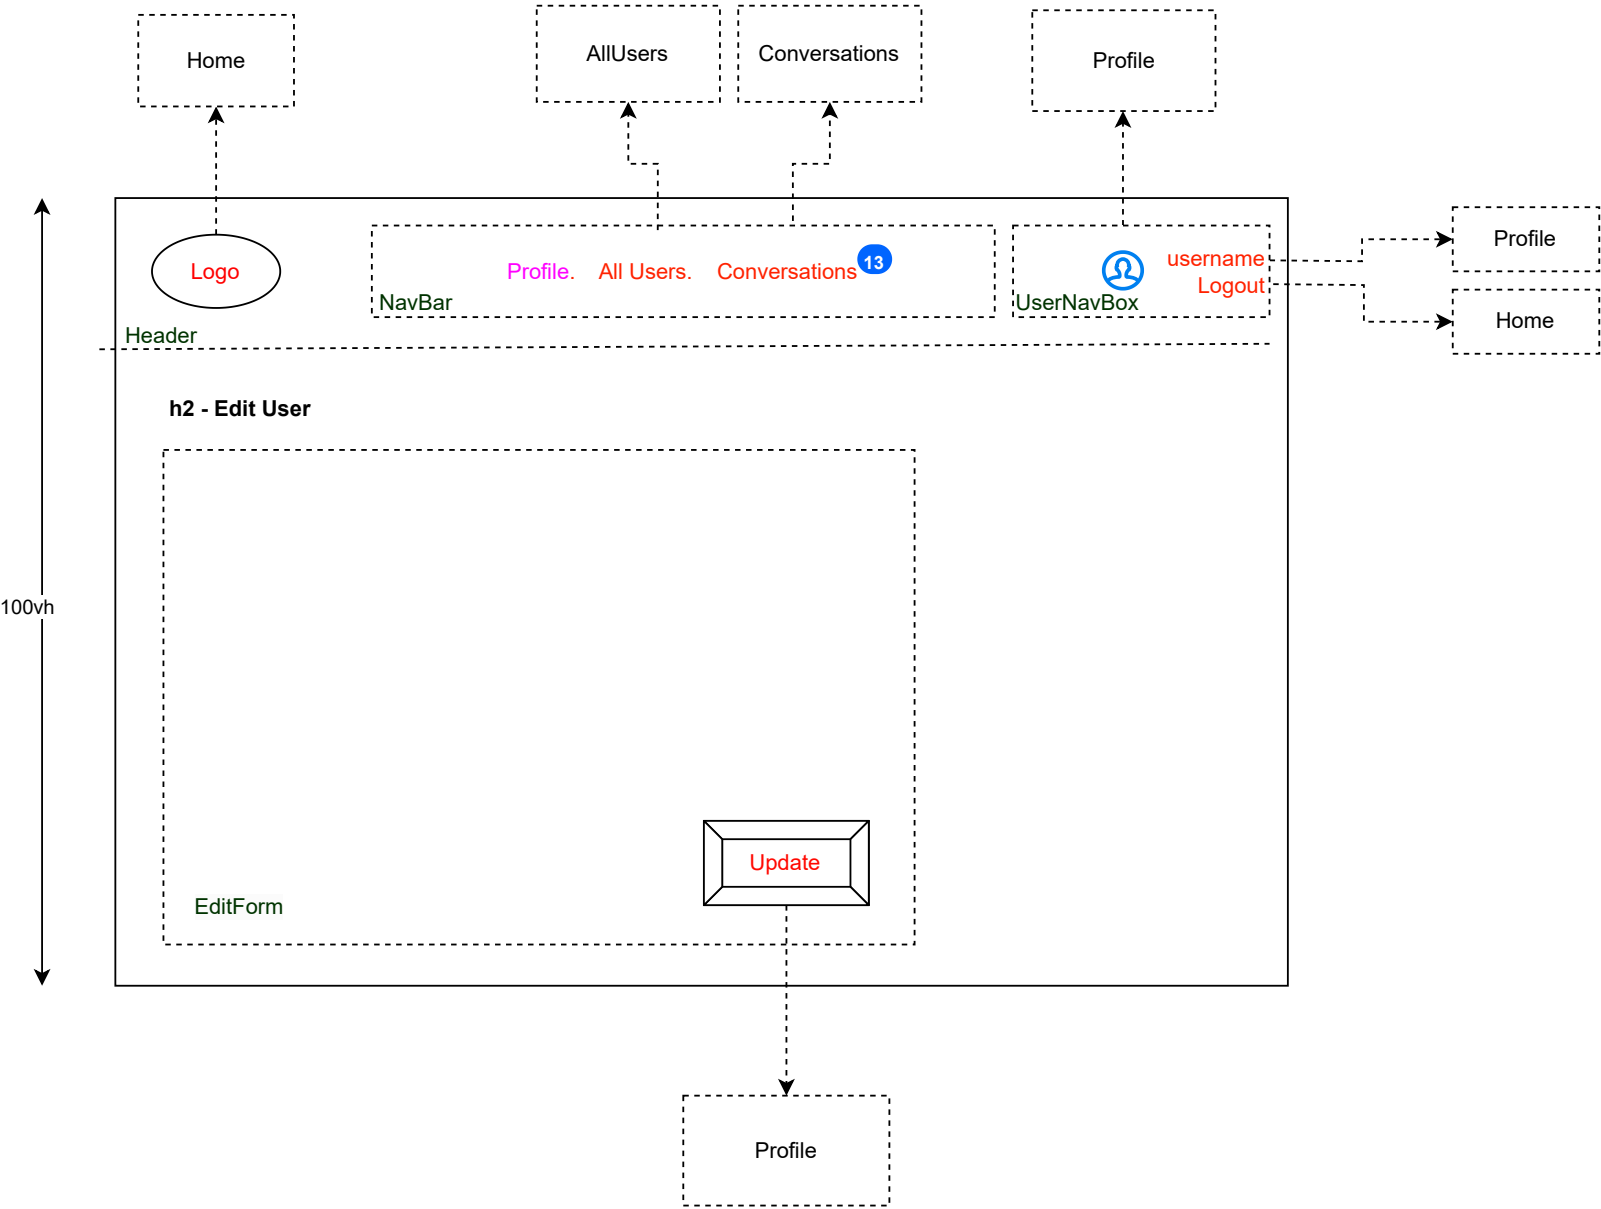 Home
AllUsers
Conversations
Profile
Logo
Profile.
All Users.
Conversations
13
NavBar
username
Logout
UserNavBox
Profile
Home
Header
h2 - Edit User
100vh
Update
EditForm
Profile